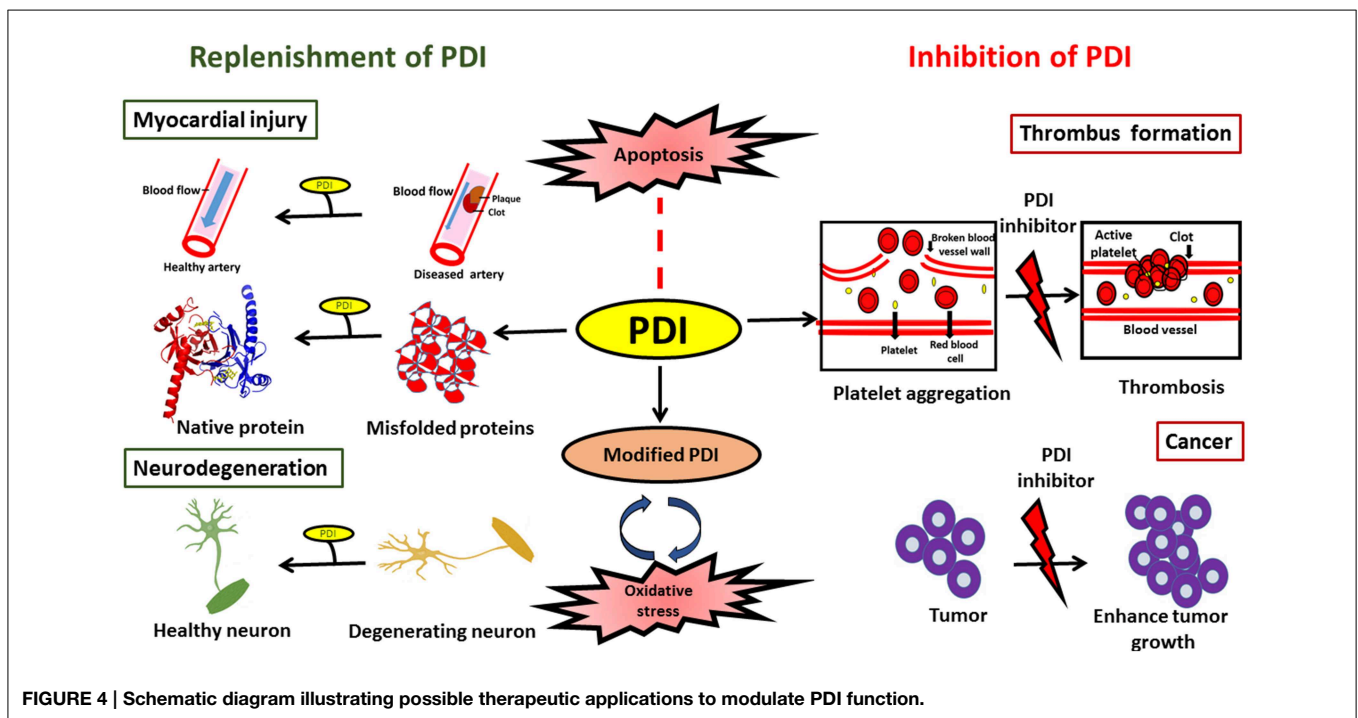 Replenishment of PDI
Inhibition of PDI
Myocardial injury
Blood flow
Healthy artery
PDI
Blood flow
Plaque
Clot
Diseased artery
Apoptosis
Thrombus formation
Broken blood
vessel wall
Platelet
Red blood
cell
Platelet aggregation
PDI
inhibitor
Active
platelet
Clot
Blood vessel
Thrombosis
PDI
Native protein
PDI
Misfolded proteins
Modified PDI
Oxidative
stress
Neurodegeneration
Healthy neuron
PDI
Degenerating neuron
Cancer
Tumor
PDI
inhibitor
Enhance tumor
growth
FIGURE 4 | Schematic diagram illustrating possible therapeutic applications to modulate PDI function.